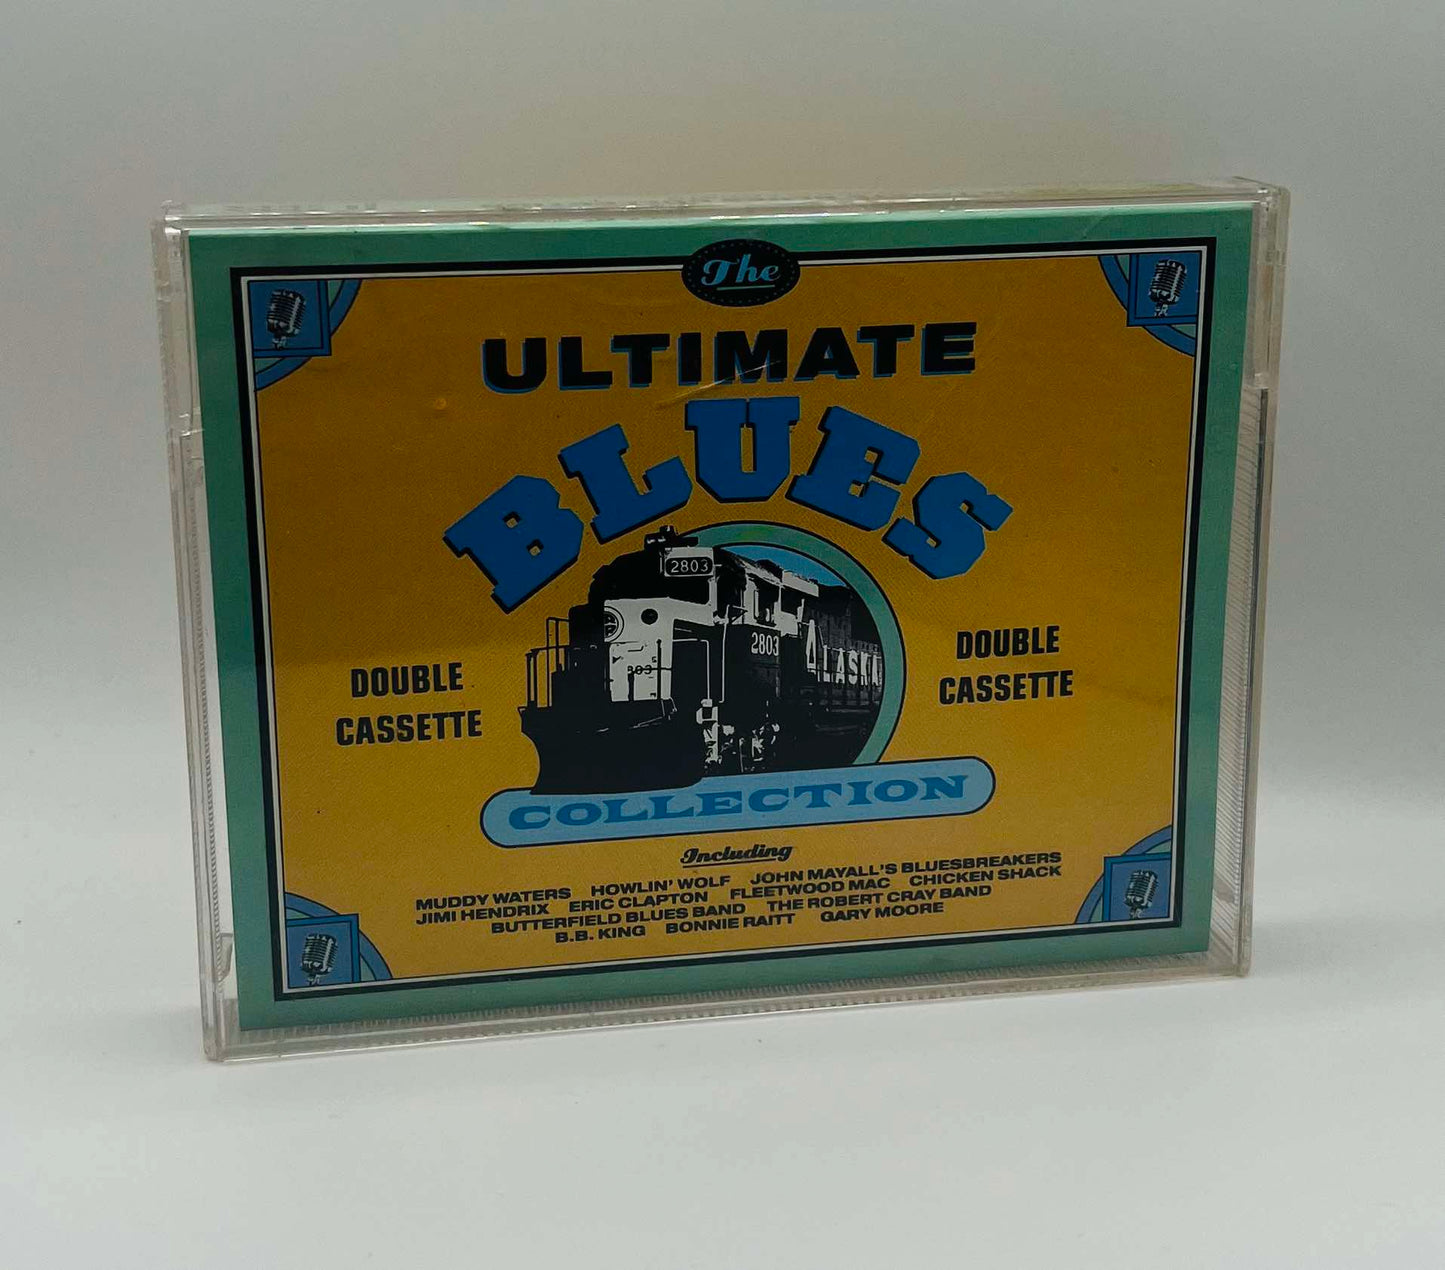 The
ULTIMATE
BLUES
2803
2803
ALASKA
803
DOUBLE
CASSETTE
DOUBLE
CASSETTE
COLLECTION
Including
MUDDY WATERS HOWLIN' WOLF JOHN MAYALL'S BLUESBREAKERS
JIMI HENDRIX ERIC CLAPTON FLEETWOOD MAC CHICKEN SHACK
BUTTERFIELD BLUES BAND THE ROBERT CRAY BAND
B.B. KING BONNIE RAITT GARY MOORE